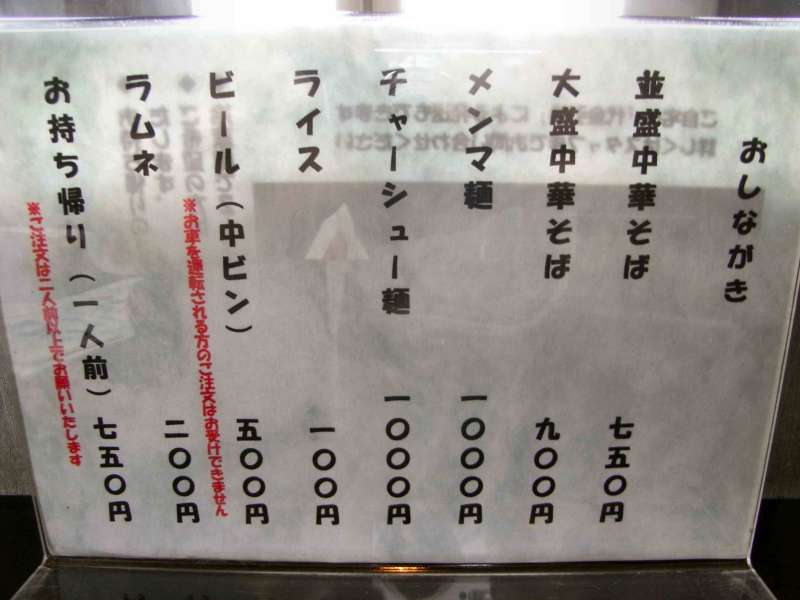 おしながき
並盛中華そば 七五〇円
大盛中華そば 九〇〇円
メンマ麺 一〇〇〇円
チャーシュー麺 一〇〇〇円
ライス 一〇〇円
ビール(中ビン) 五〇〇円
※お車を運転される方のご注文はお受けできません
ラムネ 二〇〇円
お持ち帰り(一人前) 七五〇円
※ご注文は二人前以上でお願いいたします